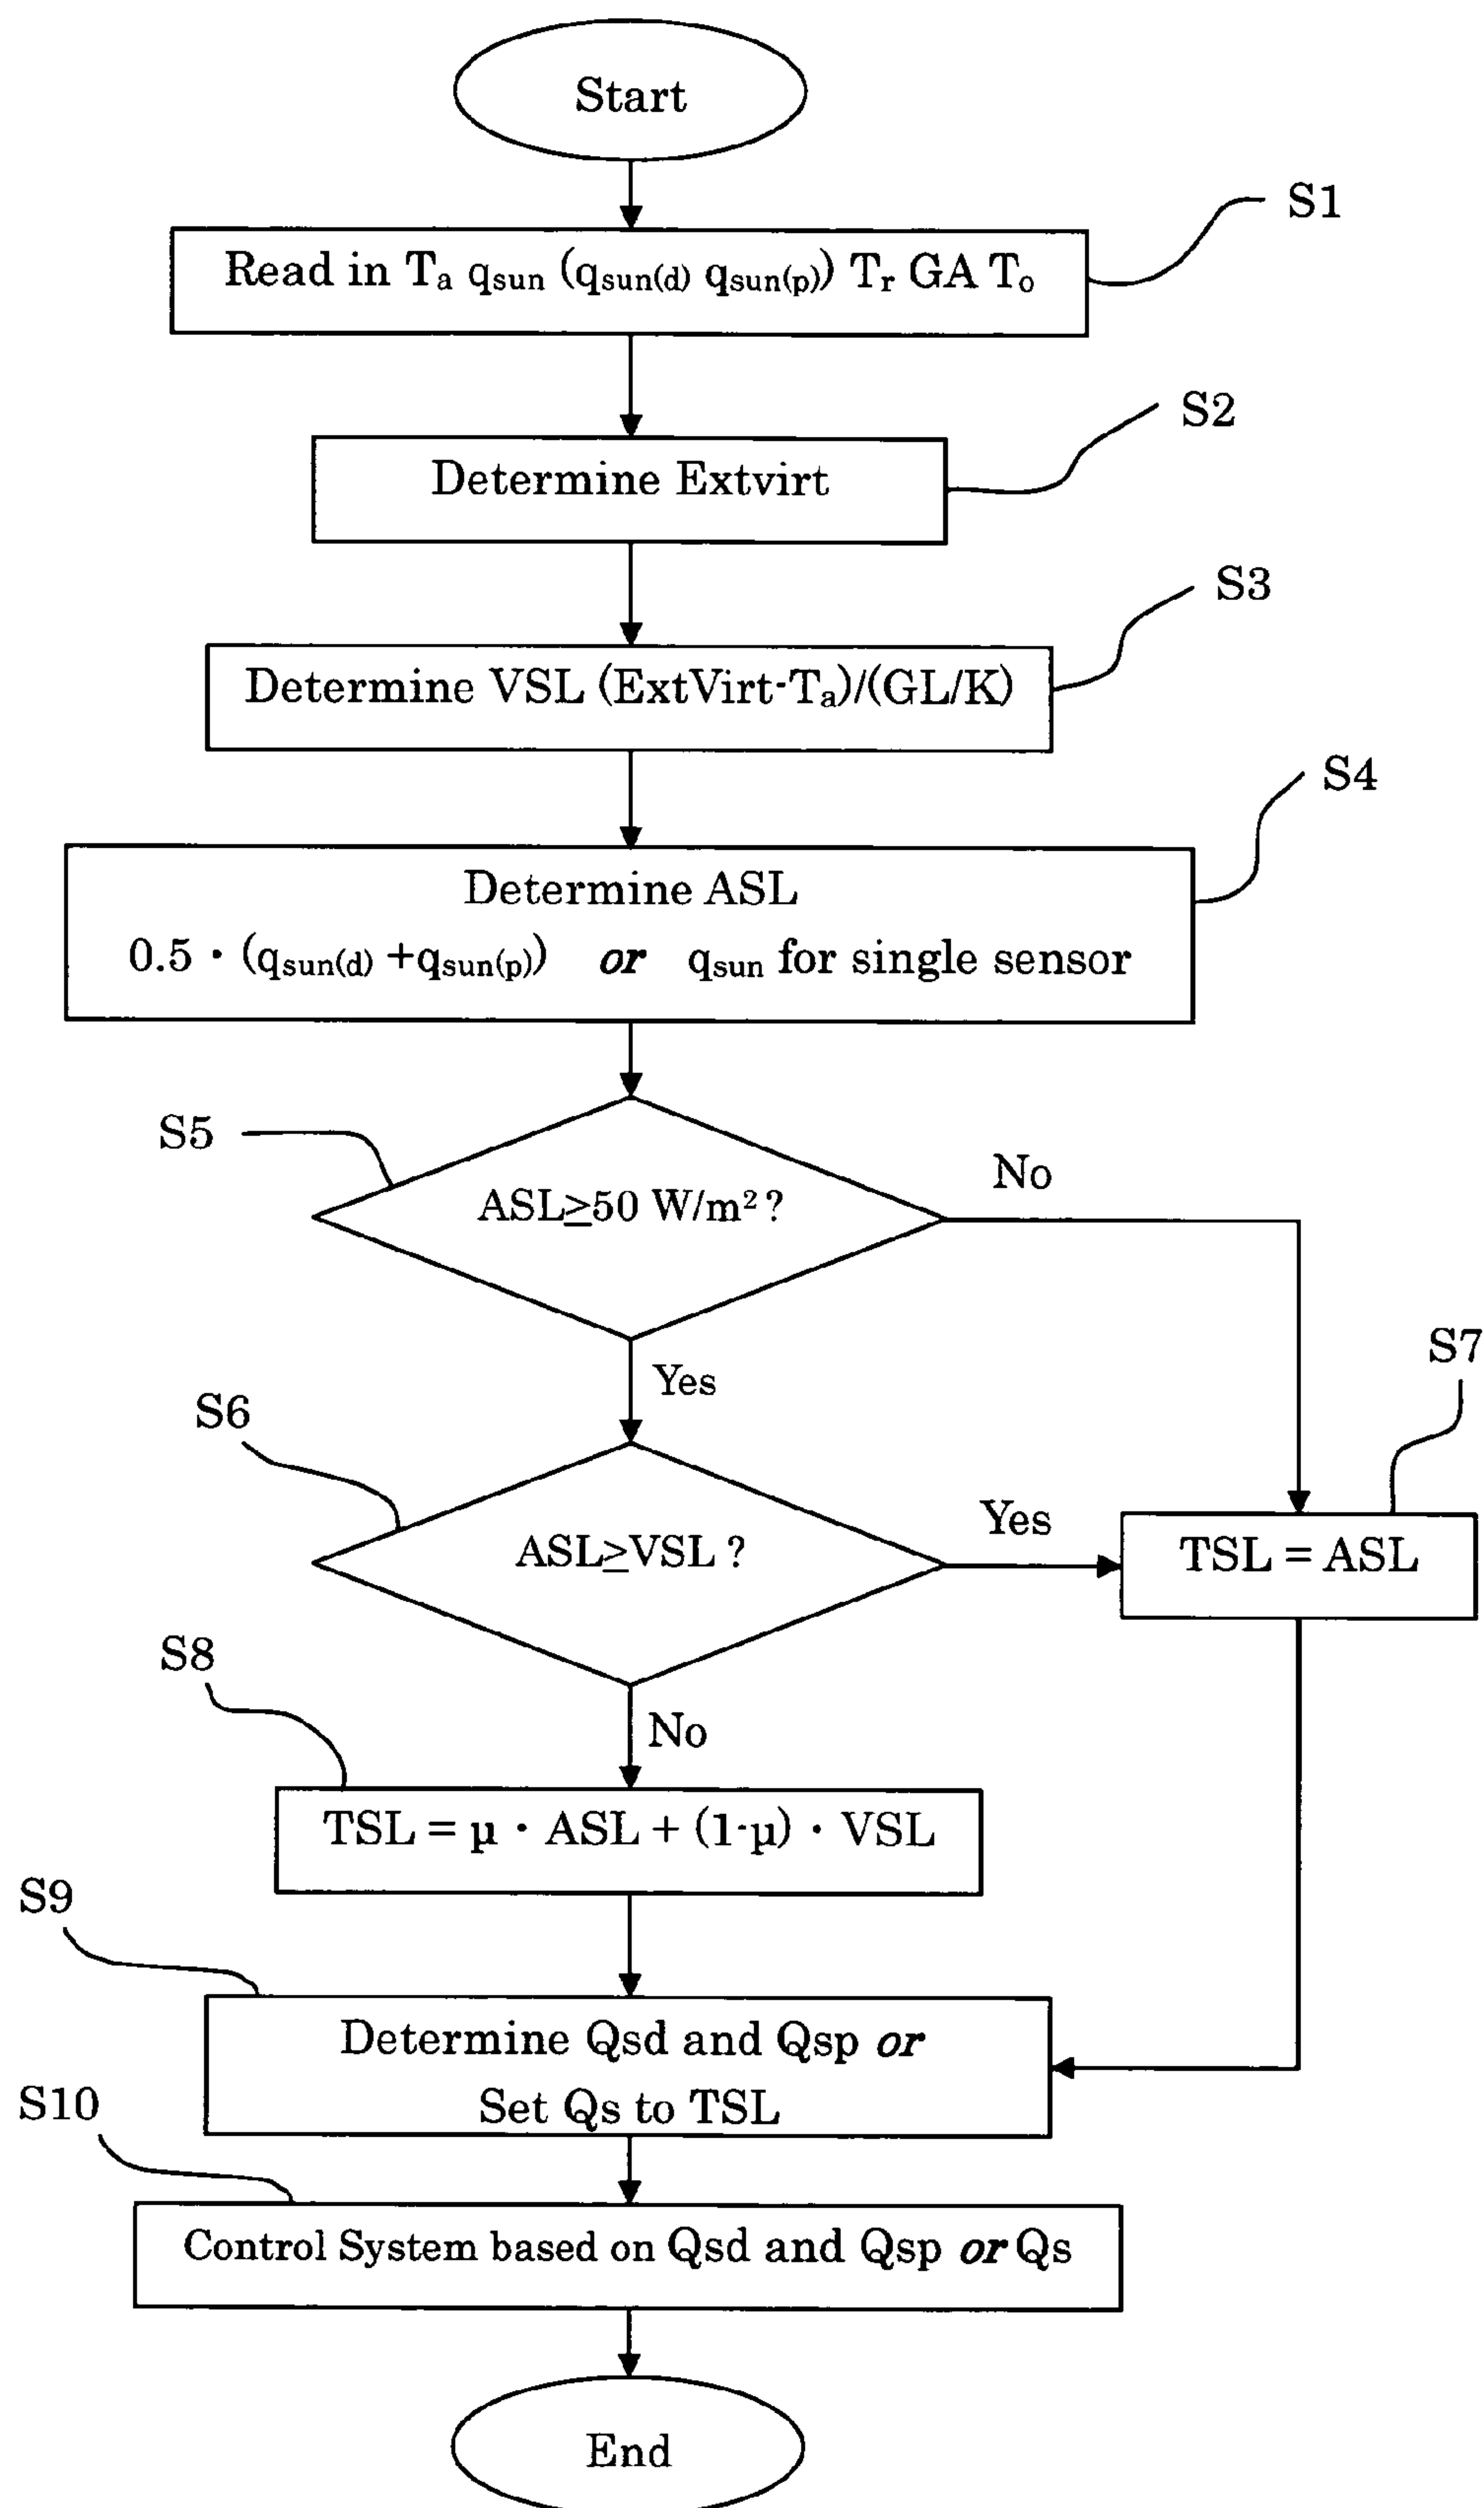 Start
S1
Read in Tₐ qsun (qsun(d) qsun(p)) Tᵣ GA Tₒ
S2
Determine Extvirt
S3
Determine VSL (ExtVirt-Tₐ)/(GL/K)
S4
Determine ASL
0.5 · (qsun(d) +qsun(p)) or qsun for single sensor
S5
ASL≥50 W/m² ?
No
Yes
S7
S6
ASL≥VSL ?
Yes
TSL = ASL
S8
No
TSL = µ · ASL + (1-µ) · VSL
S9
Determine Qsd and Qsp or
Set Qs to TSL
S10
Control System based on Qsd and Qsp or Qs
End